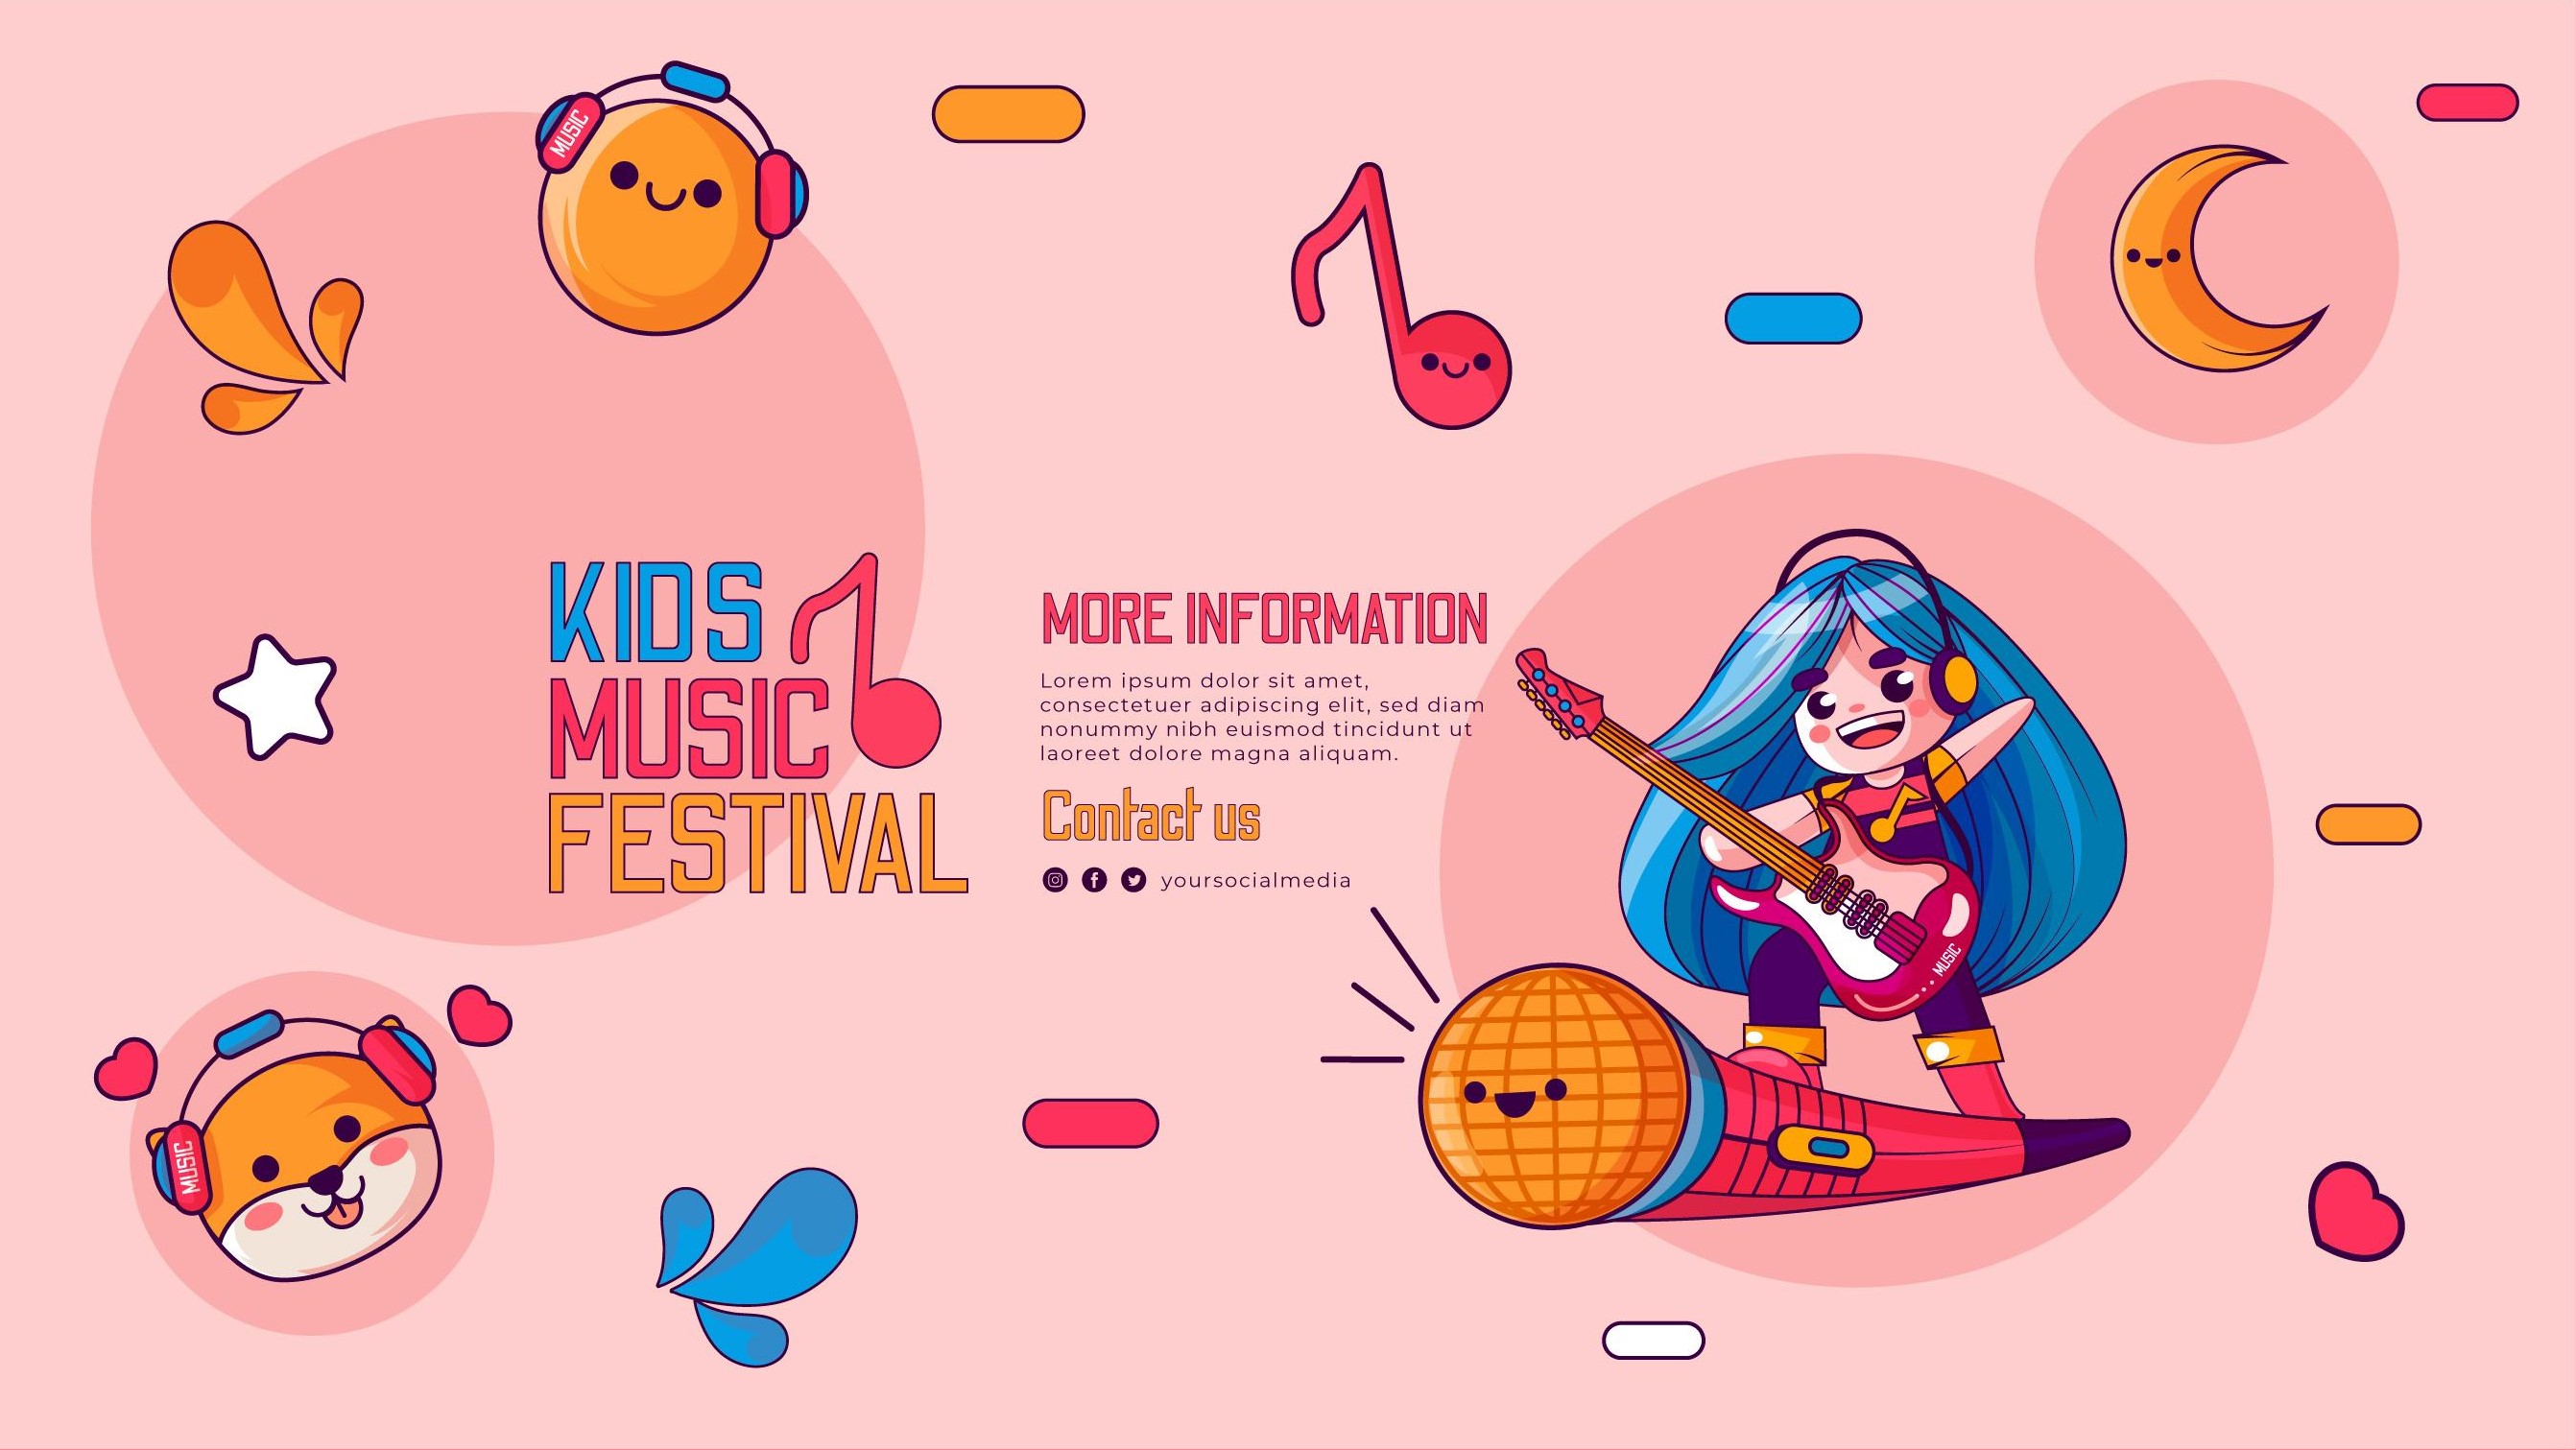 MUSIC
KIDS
MUSIC
FESTIVAL
MORE INFORMATION
Lorem ipsum dolor sit amet,
consectetuer adipiscing elit, sed diam
nonummy nibh euismod tincidunt ut
laoreet dolore magna aliquam.
Contact us
yoursocialmedia
MUSIC
MUSIC